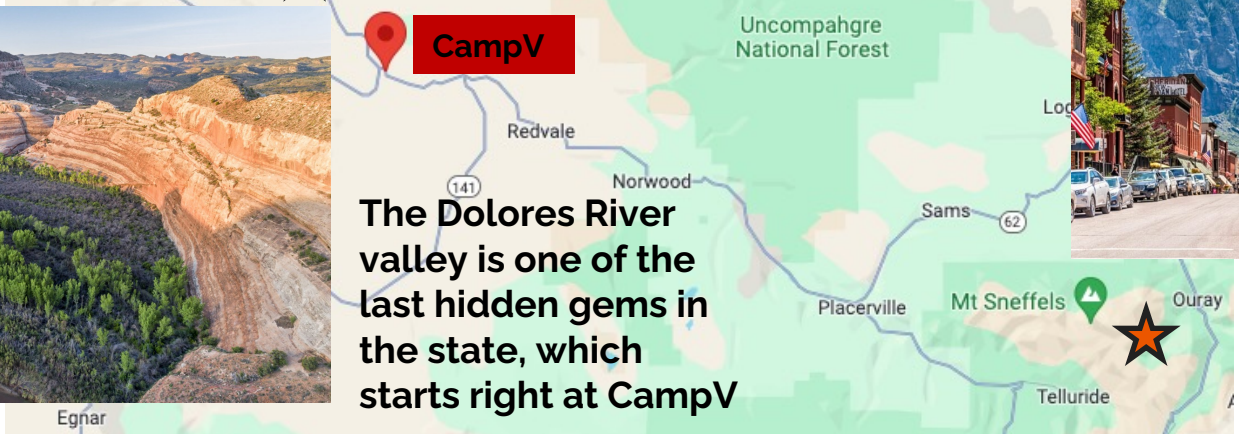 CampV
Uncompahgre
National Forest
Log
Redvale
Norwood
141
The Dolores River
valley is one of the
last hidden gems in
the state, which
starts right at CampV
Sams
62
Placerville
Mt Sneffels
Ouray
Telluride
Egnar